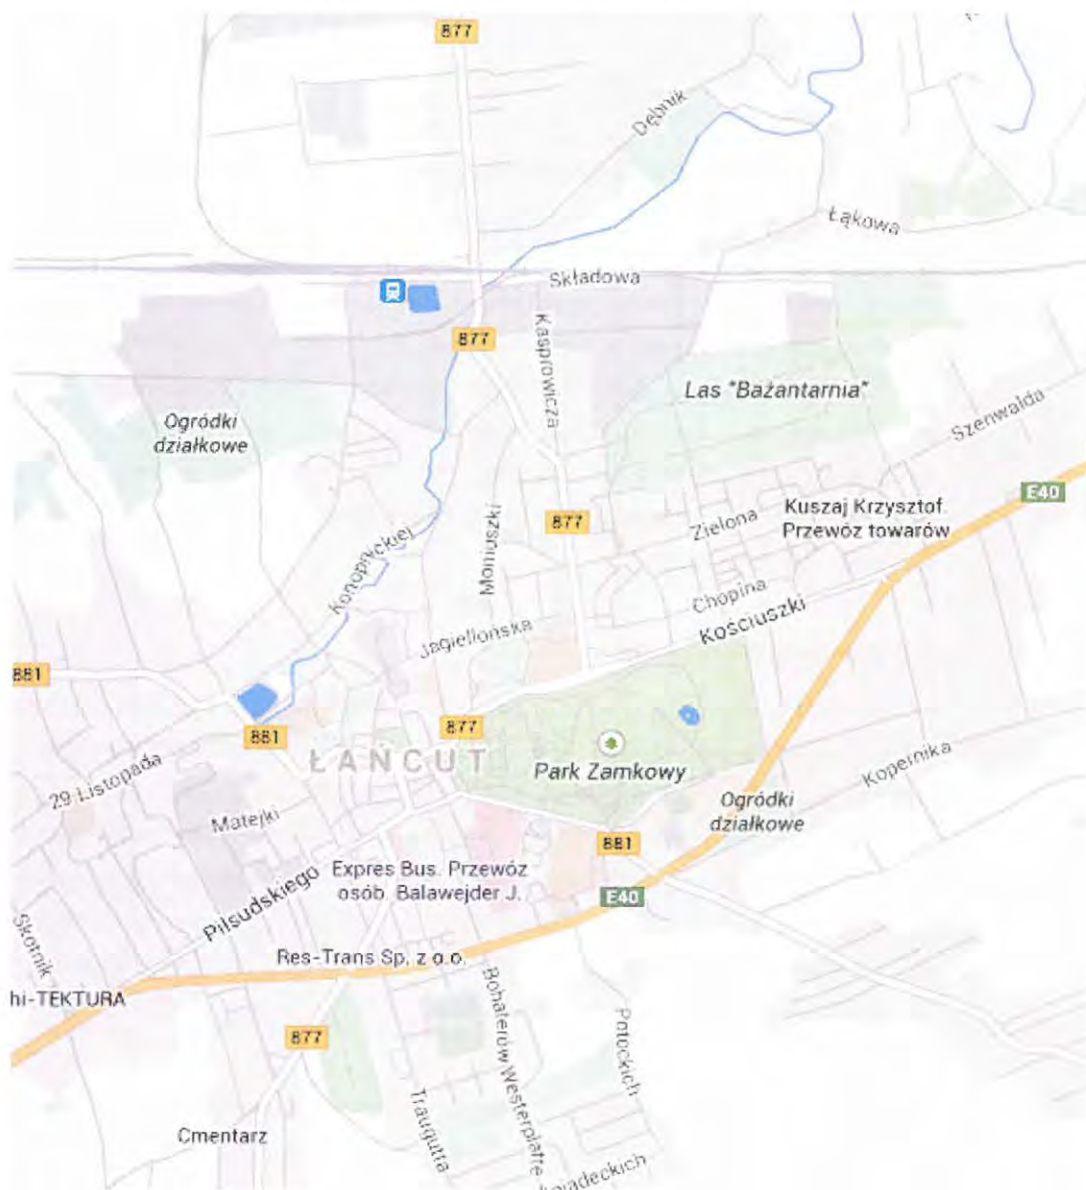 877
Dębnik
Łąkowa
Składowa
877
Kasprowicza
Las "Bażantarnia"
Ogródki
działkowe
Szenwalda
E40
Kuszaj Krzysztof.
Przewóz towarów
877
Zielona
Moniuszki
Konopnickiej
Chopina
Kościuszki
Jagiellońska
881
877
881
ŁAŃCUT
Park Zamkowy
29 Listopada
Kopernika
Ogródki
działkowe
Matejki
881
Expres Bus. Przewóz
osób. Balawejder J.
E40
Piłsudskiego
Skotnik
Res-Trans Sp. z o.o.
hi-TEKTURA
877
Bohaterów Westerplatte
Potockich
Traugutta
Cmentarz